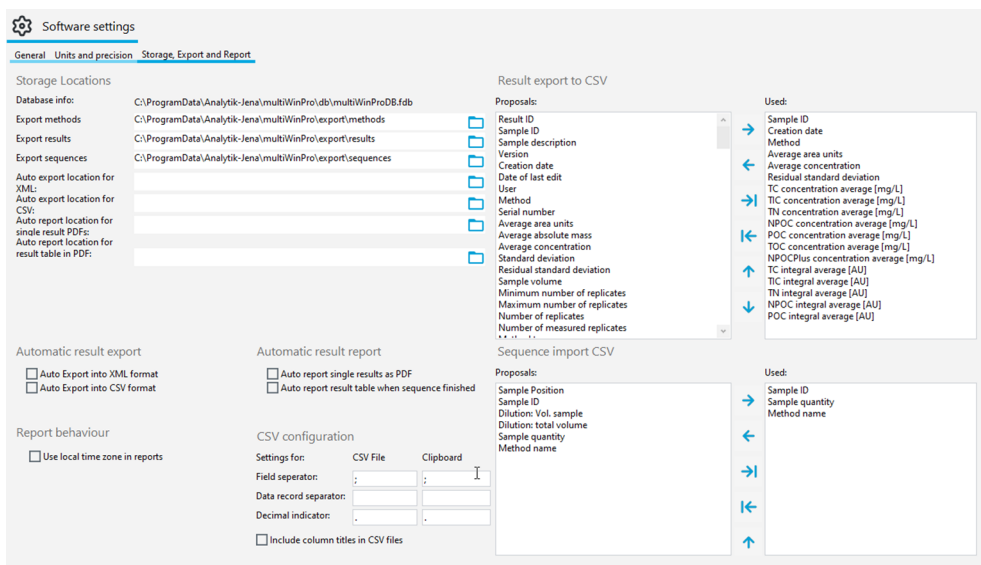 Software settings
General Units and precision Storage, Export and Report
Storage Locations
Database info: C:\ProgramData\Analytik-Jena\multiWinPro\db\multiWinProDB.fdb
Export methods C:\ProgramData\Analytik-Jena\multiWinPro\export\methods
Export results C:\ProgramData\Analytik-Jena\multiWinPro\export\results
Export sequences C:\ProgramData\Analytik-Jena\multiWinPro\export\sequences
Auto export location for
XML:
Auto export location for
CSV:
Auto report location for
single result PDFs:
Auto report location for
result table in PDF:
Automatic result export
Auto Export into XML format
Auto Export into CSV format
Automatic result report
Auto report single results as PDF
Auto report result table when sequence finished
Report behaviour
Use local time zone in reports
CSV configuration
Settings for: CSV File Clipboard
Field seperator: ; ;
Data record separator:
Decimal indicator: . .
Include column titles in CSV files
Result export to CSV
Proposals:
Result ID
Sample ID
Sample description
Version
Creation date
Date of last edit
User
Method
Serial number
Average area units
Average absolute mass
Average concentration
Standard deviation
Residual standard deviation
Sample volume
Minimum number of replicates
Maximum number of replicates
Number of replicates
Number of measured replicates
Used:
Sample ID
Creation date
Method
Average area units
Average concentration
Residual standard deviation
TC concentration average [mg/L]
TIC concentration average [mg/L]
TN concentration average [mg/L]
NPOC concentration average [mg/L]
POC concentration average [mg/L]
TOC concentration average [mg/L]
NPOCPlus concentration average [mg/L]
TC integral average [AU]
TIC integral average [AU]
TN integral average [AU]
NPOC integral average [AU]
POC integral average [AU]
Sequence import CSV
Proposals:
Sample Position
Sample ID
Dilution: Vol. sample
Dilution: total volume
Sample quantity
Method name
Used:
Sample ID
Sample quantity
Method name